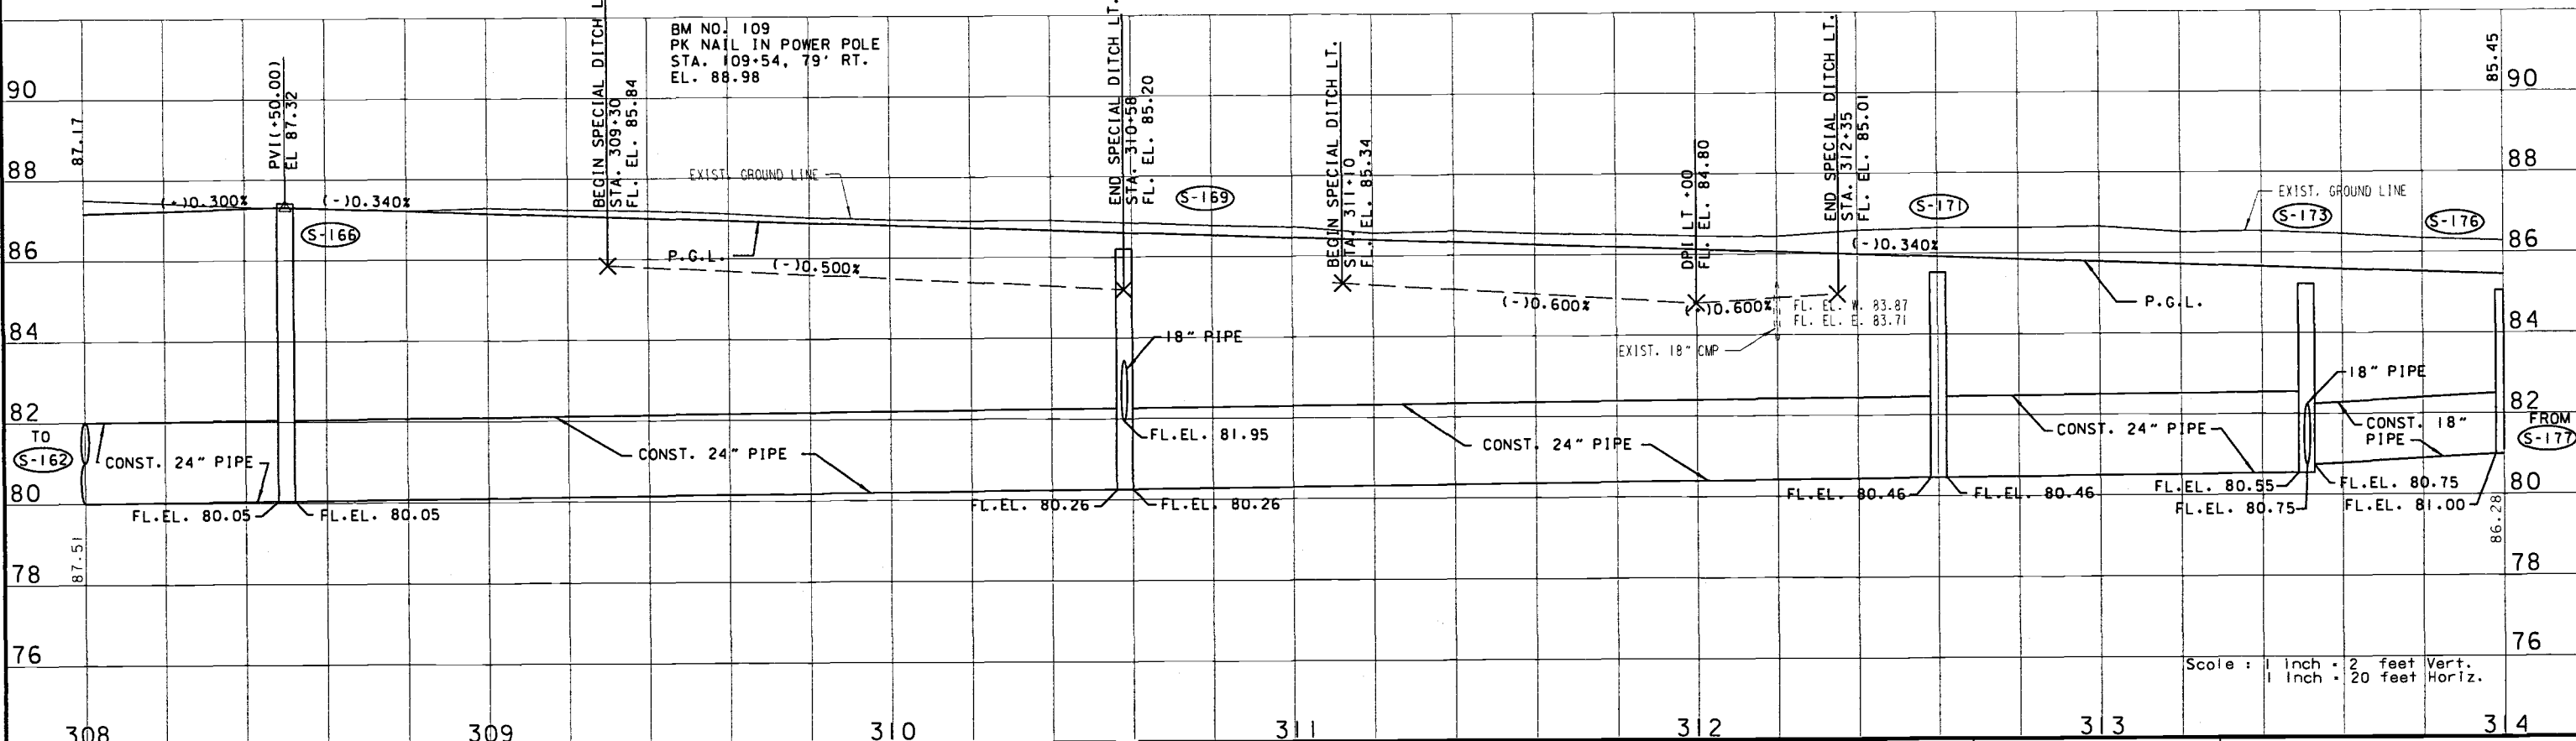 BM NO. 109
PK NAIL IN POWER POLE
STA. 109+54, 79' RT.
EL. 88.98
90
88
86
84
82
80
78
76
87.17
PVI(+50.00)
EL 87.32
BEGIN SPECIAL DITCH L
STA. 309+30
FL. EL. 85.84
END SPECIAL DITCH LT.
STA. 310+58
FL. EL. 85.20
BEGIN SPECIAL DITCH LT.
STA. 311+10
FL. EL. 85.34
DPI LT +00
FL. EL. 84.80
END SPECIAL DITCH LT.
STA. 312+35
FL. EL. 85.01
85.45
90
88
86
84
82
80
78
76
EXIST. GROUND LINE
(+)0.300%
(-)0.340%
S-166
P.G.L.
(-)0.500%
S-169
S-171
(-)0.340%
EXIST. GROUND LINE
S-173
S-176
(-)0.600%
(-)0.600%
FL. EL. W. 83.87
FL. EL. E. 83.71
P.G.L.
EXIST. 18" CMP
18" PIPE
18" PIPE
TO
S-162
CONST. 24" PIPE
CONST. 24" PIPE
FL.EL. 81.95
CONST. 24" PIPE
CONST. 24" PIPE
CONST. 18"
PIPE
FROM
S-177
FL.EL. 80.05
FL.EL. 80.05
FL.EL. 80.26
FL.EL. 80.26
FL.EL. 80.46
FL.EL. 80.46
FL.EL. 80.55
FL.EL. 80.75
FL.EL. 80.75
FL.EL. 81.00
87.51
86.28
Scale : 1 inch = 2 feet Vert.
1 inch = 20 feet Horiz.
308
309
310
311
312
313
314